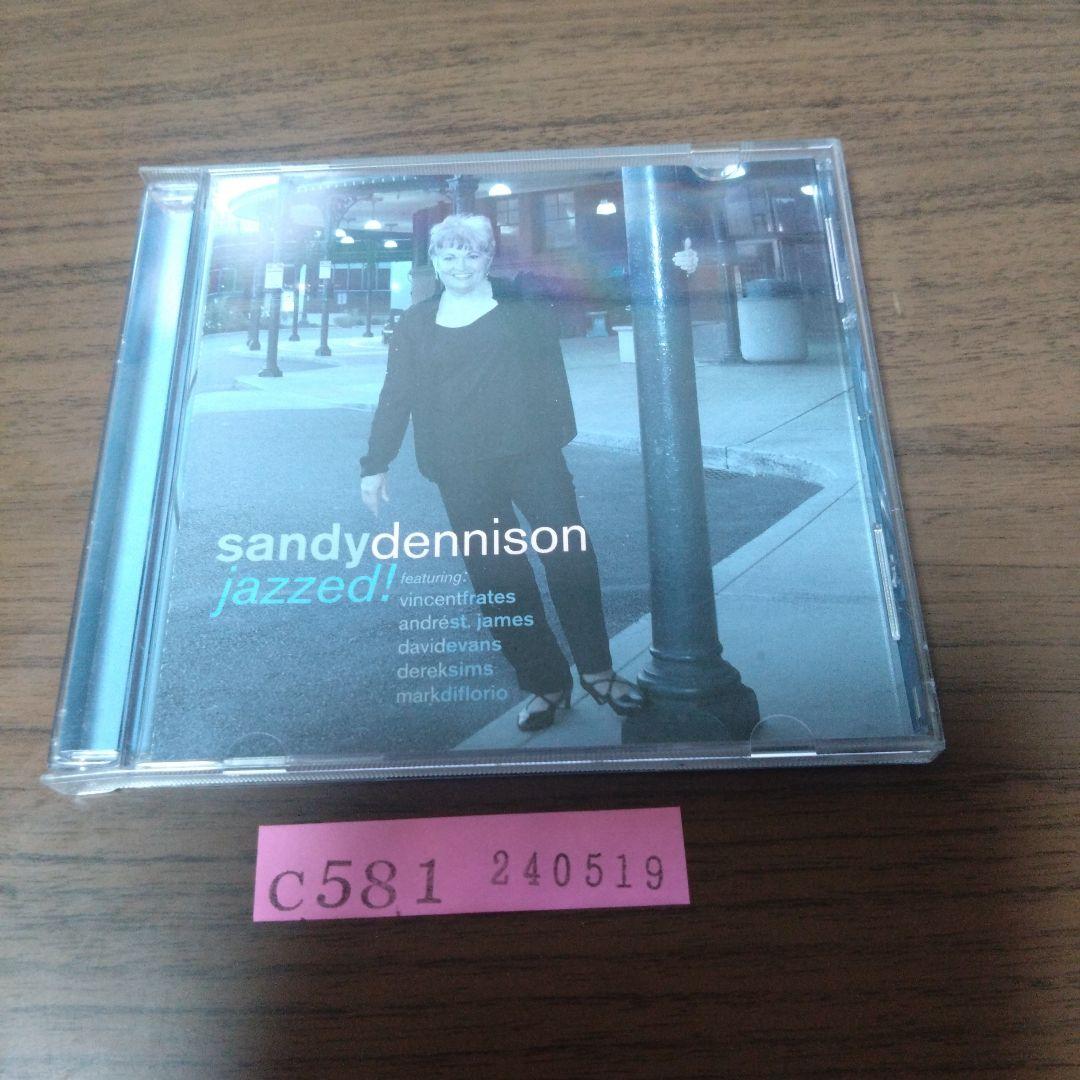 sandydennison
jazzed! featuring:
vincentfrates
andrést. james
davidevans
dereksims
markdiflorio
c581 240519